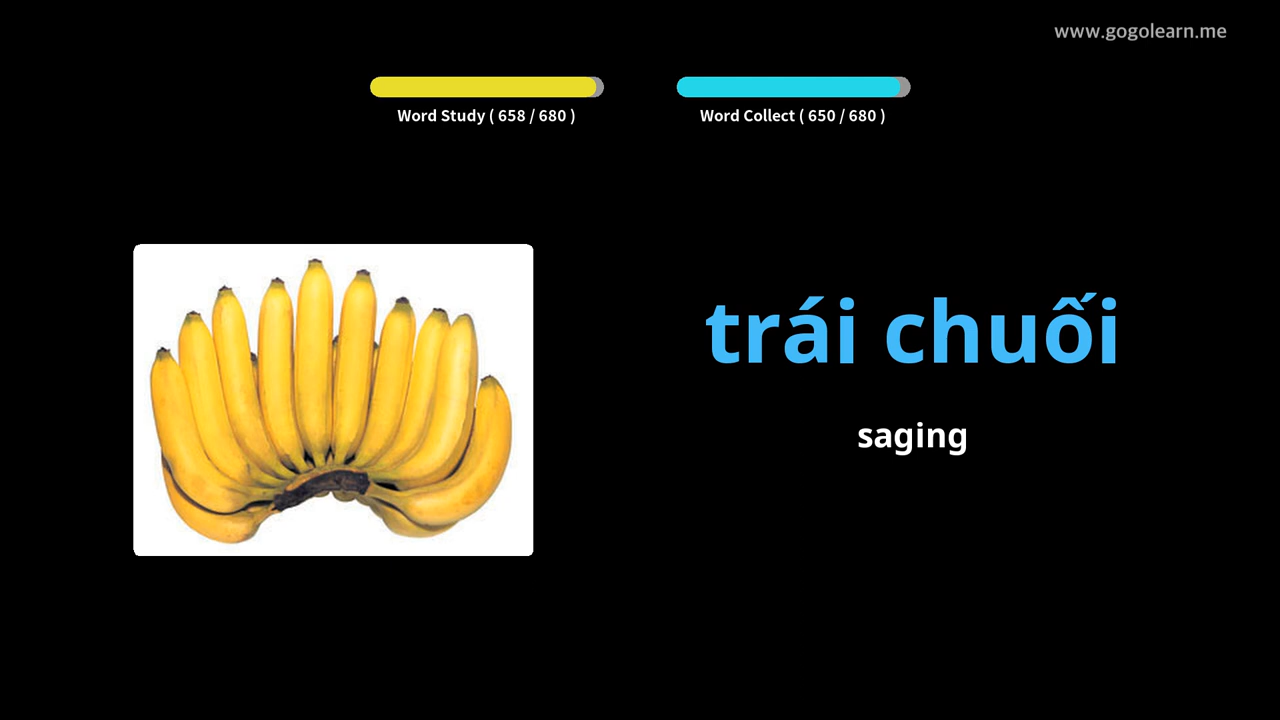 www.gogolearn.me
Word Study ( 658 / 680 )
Word Collect ( 650 / 680 )
trái chuối
saging